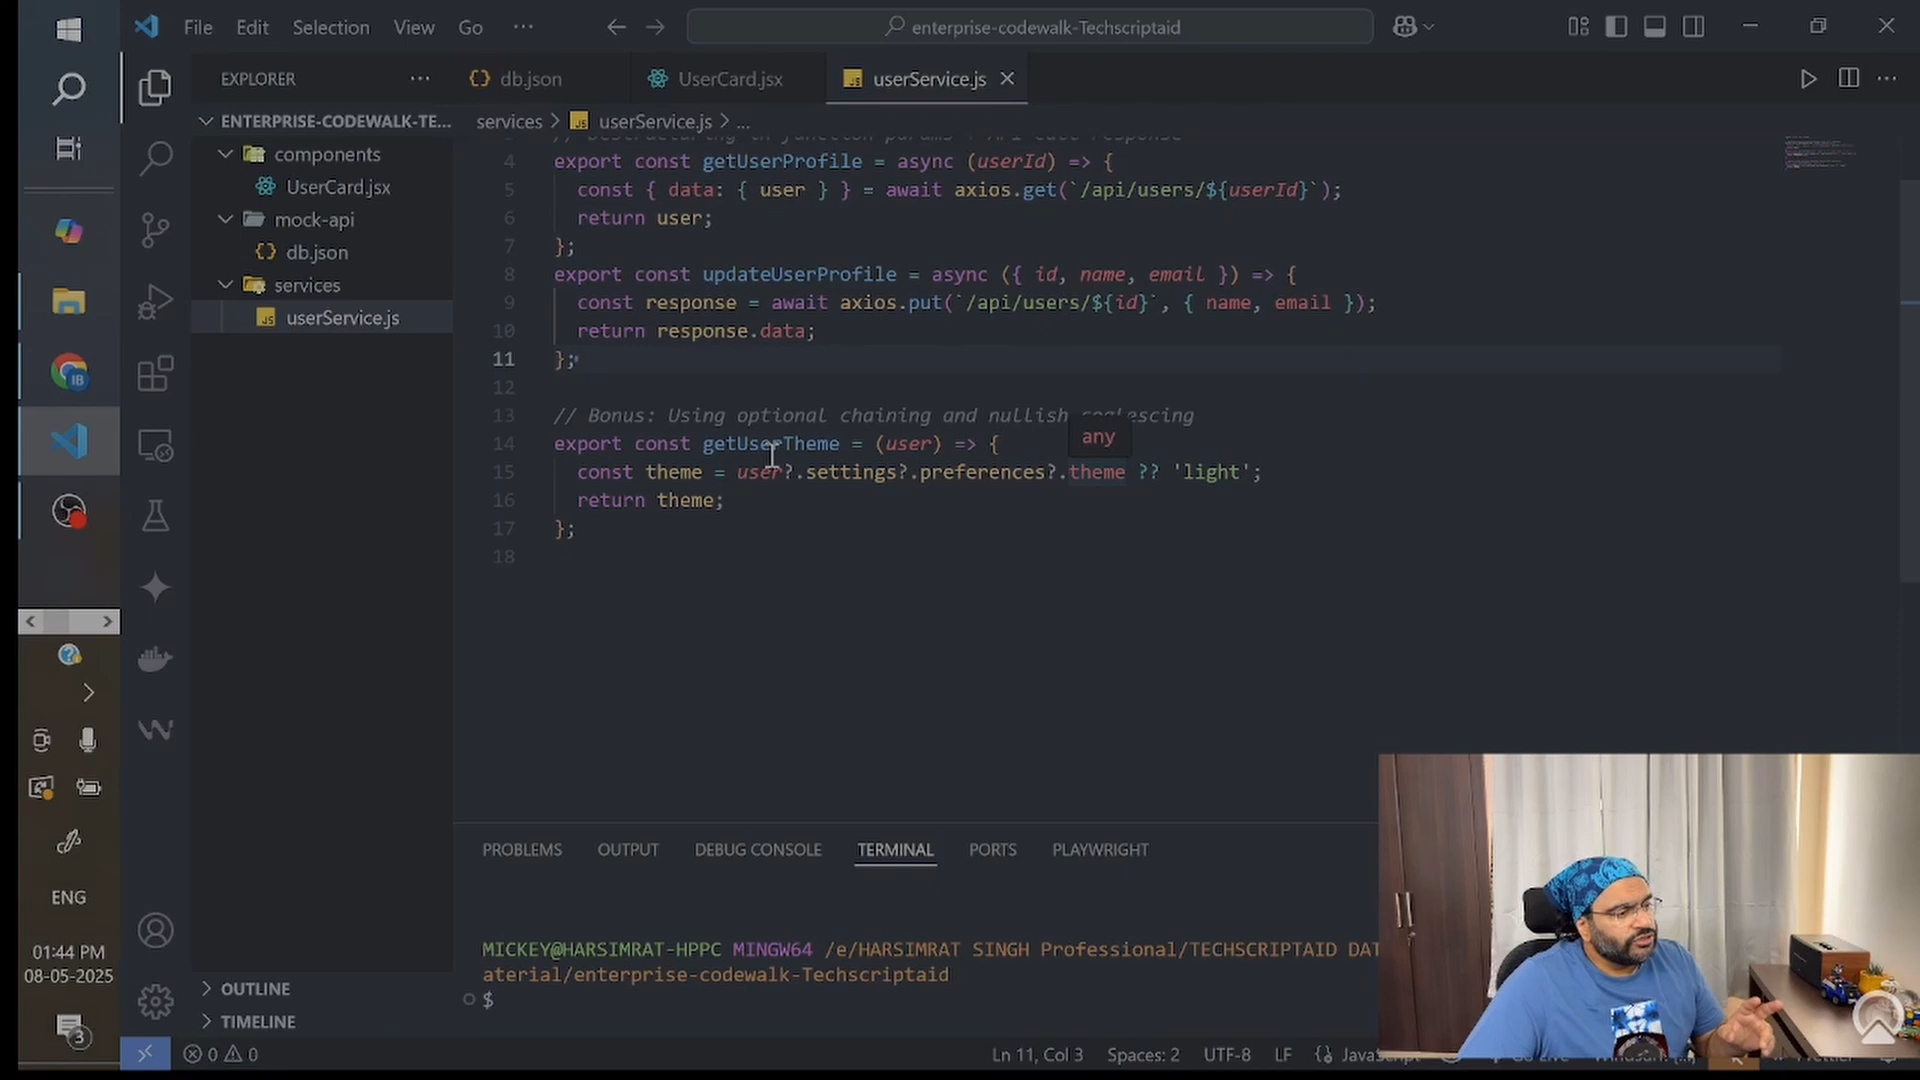 File Edit Selection View Go ...
enterprise-codewalk-Techscriptaid
EXPLORER
db.json
UserCard.jsx
userService.js
ENTERPRISE-CODEWALK-TE...
services > userService.js > ...
components
UserCard.jsx
mock-api
db.json
services
userService.js
4 export const getUserProfile = async (userId) => {
5 const { data: { user } } = await axios.get(`/api/users/${userId}`);
6 return user;
7 };
8 export const updateUserProfile = async ({ id, name, email }) => {
9 const response = await axios.put(`/api/users/${id}`, { name, email });
10 return response.data;
11 };
12
13 // Bonus: Using optional chaining and nullish coalescing
any
14 export const getUserTheme = (user) => {
15 const theme = user?.settings?.preferences?.theme ?? 'light';
16 return theme;
17 };
18
PROBLEMS OUTPUT DEBUG CONSOLE TERMINAL PORTS PLAYWRIGHT
MICKEY@HARSIMRAT-HPPC MINGW64 /e/HARSIMRAT SINGH Professional/TECHSCRIPTAID DAT
aterial/enterprise-codewalk-Techscriptaid
$
OUTLINE
TIMELINE
IB
ENG
01:44 PM
08-05-2025
3
0 0
Ln 11, Col 3 Spaces: 2 UTF-8 LF {} JavaScript